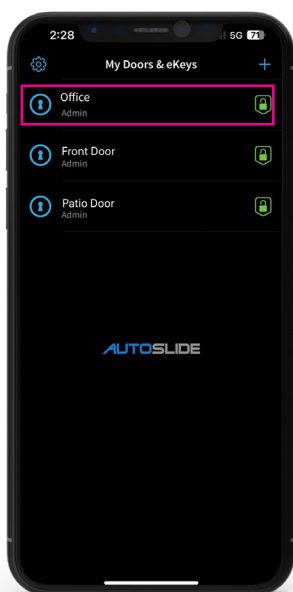 2:28
5G 71
My Doors & eKeys
Office
Admin
Front Door
Admin
Patio Door
Admin
AUTOSLIDE